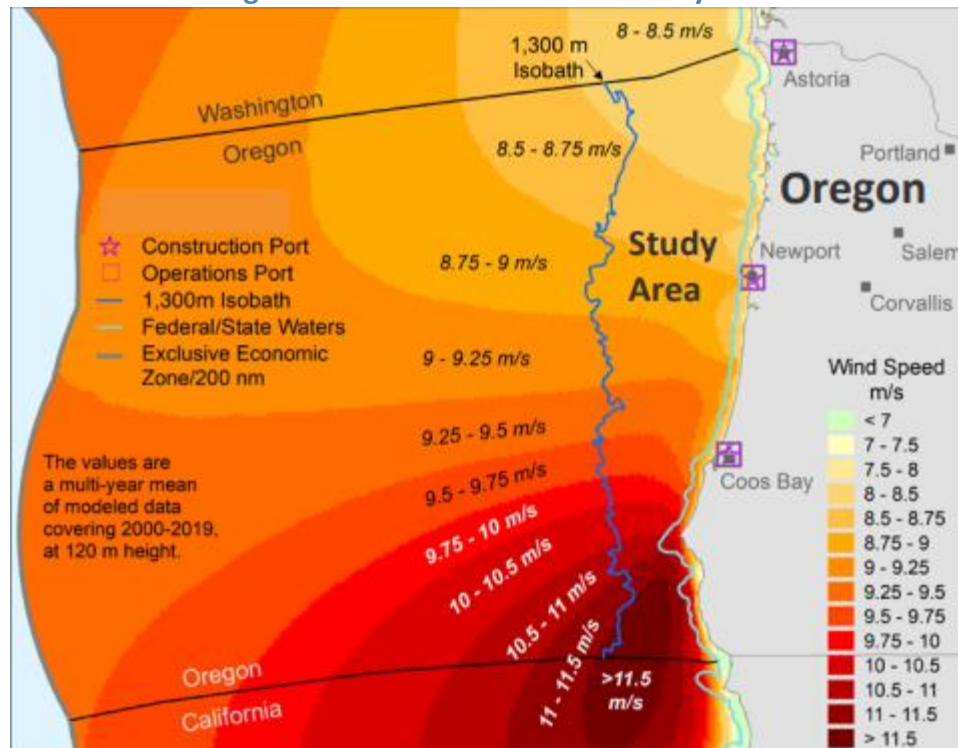 8 - 8.5 m/s
1,300 m
Isobath
Astoria
Washington
Oregon
8.5 - 8.75 m/s
Portland
Oregon
Study
Area
Newport
Salem
Construction Port
Operations Port
1,300m Isobath
Federal/State Waters
Exclusive Economic
Zone/200 nm
8.75 - 9 m/s
Corvallis
9 - 9.25 m/s
Wind Speed
m/s
< 7
7 - 7.5
7.5 - 8
8 - 8.5
8.5 - 8.75
8.75 - 9
9 - 9.25
9.25 - 9.5
9.5 - 9.75
9.75 - 10
10 - 10.5
10.5 - 11
11 - 11.5
> 11.5
9.25 - 9.5 m/s
Coos Bay
The values are
a multi-year mean
of modeled data
covering 2000-2019,
at 120 m height.
9.5 - 9.75 m/s
9.75 - 10 m/s
10 - 10.5 m/s
10.5 - 11 m/s
11 - 11.5 m/s
>11.5
m/s
Oregon
California